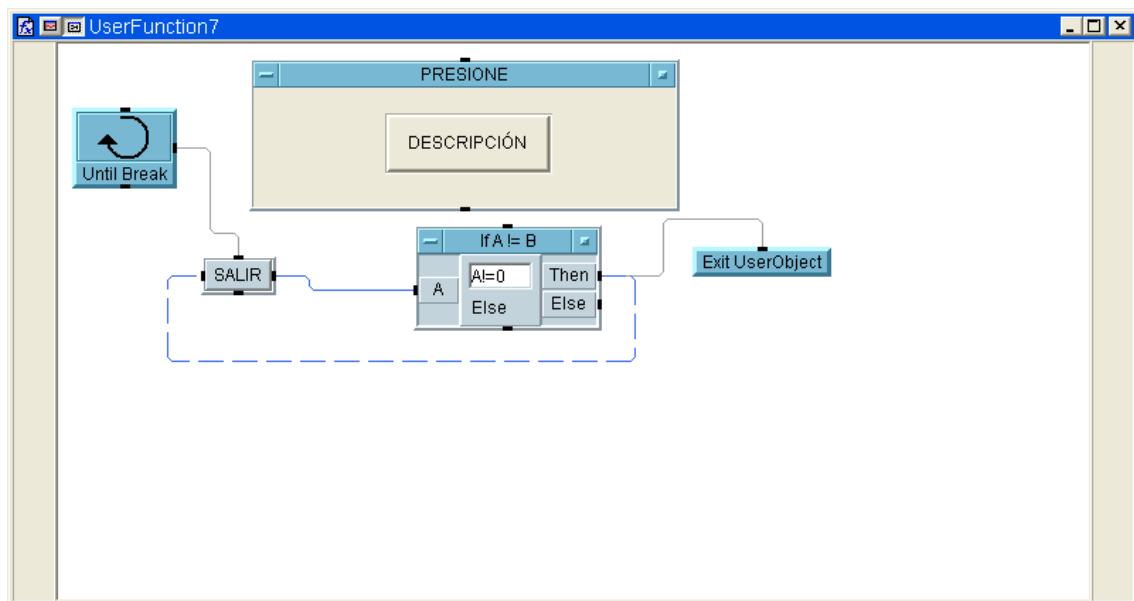 UserFunction7
PRESIONE
DESCRIPCIÓN
Until Break
If A != B
SALIR
A
A!=0
Then
Else
Else
Exit UserObject